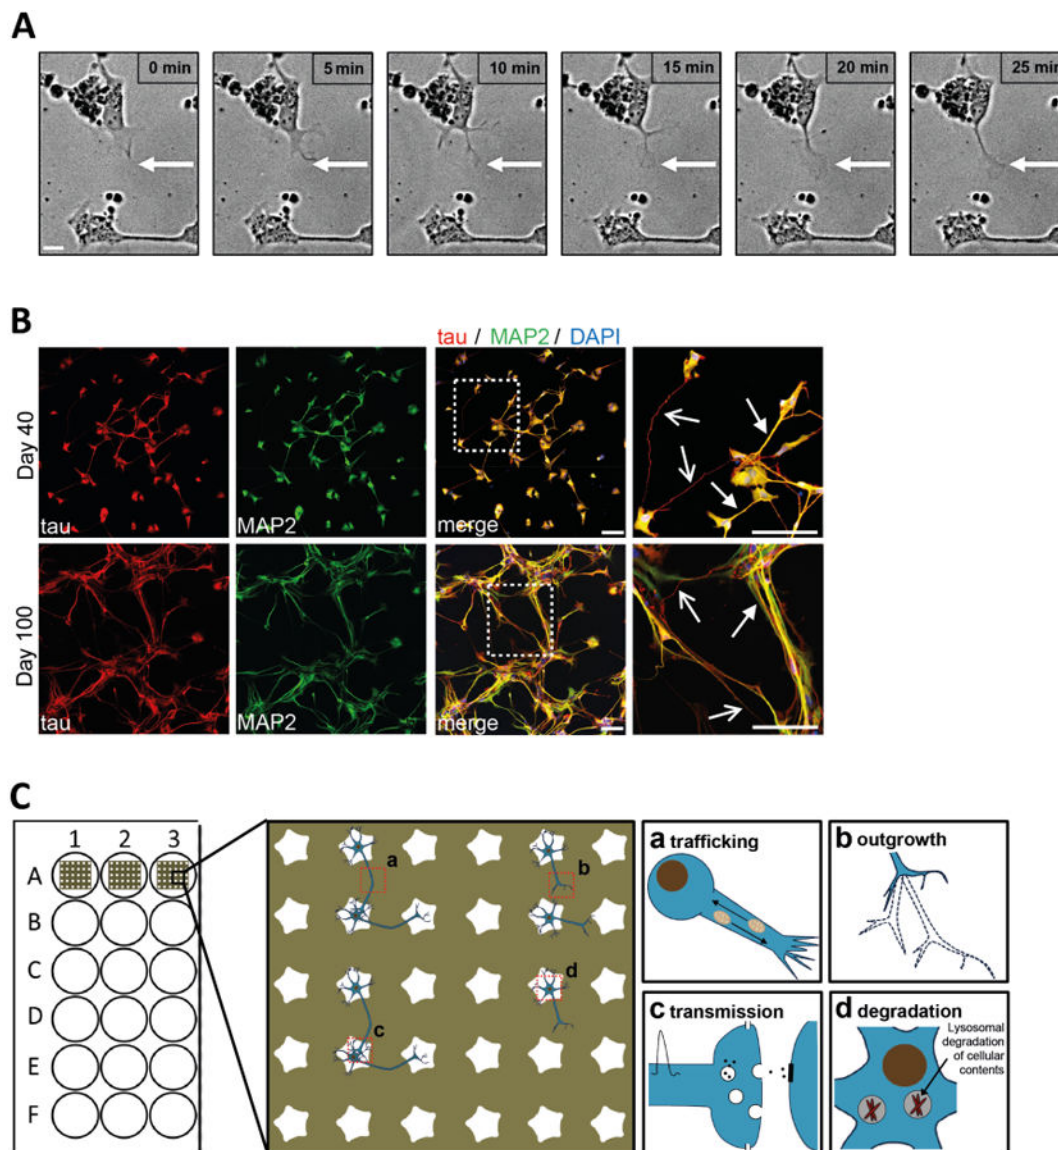 A
0 min
5 min
10 min
15 min
20 min
25 min
B
tau / MAP2 / DAPI
Day 40
tau
MAP2
merge
Day 100
tau
MAP2
merge
C
1 2 3
A
B
C
D
E
F
a
b
c
d
a trafficking
b outgrowth
c transmission
d degradation
Lysosomal
degradation
of cellular
contents